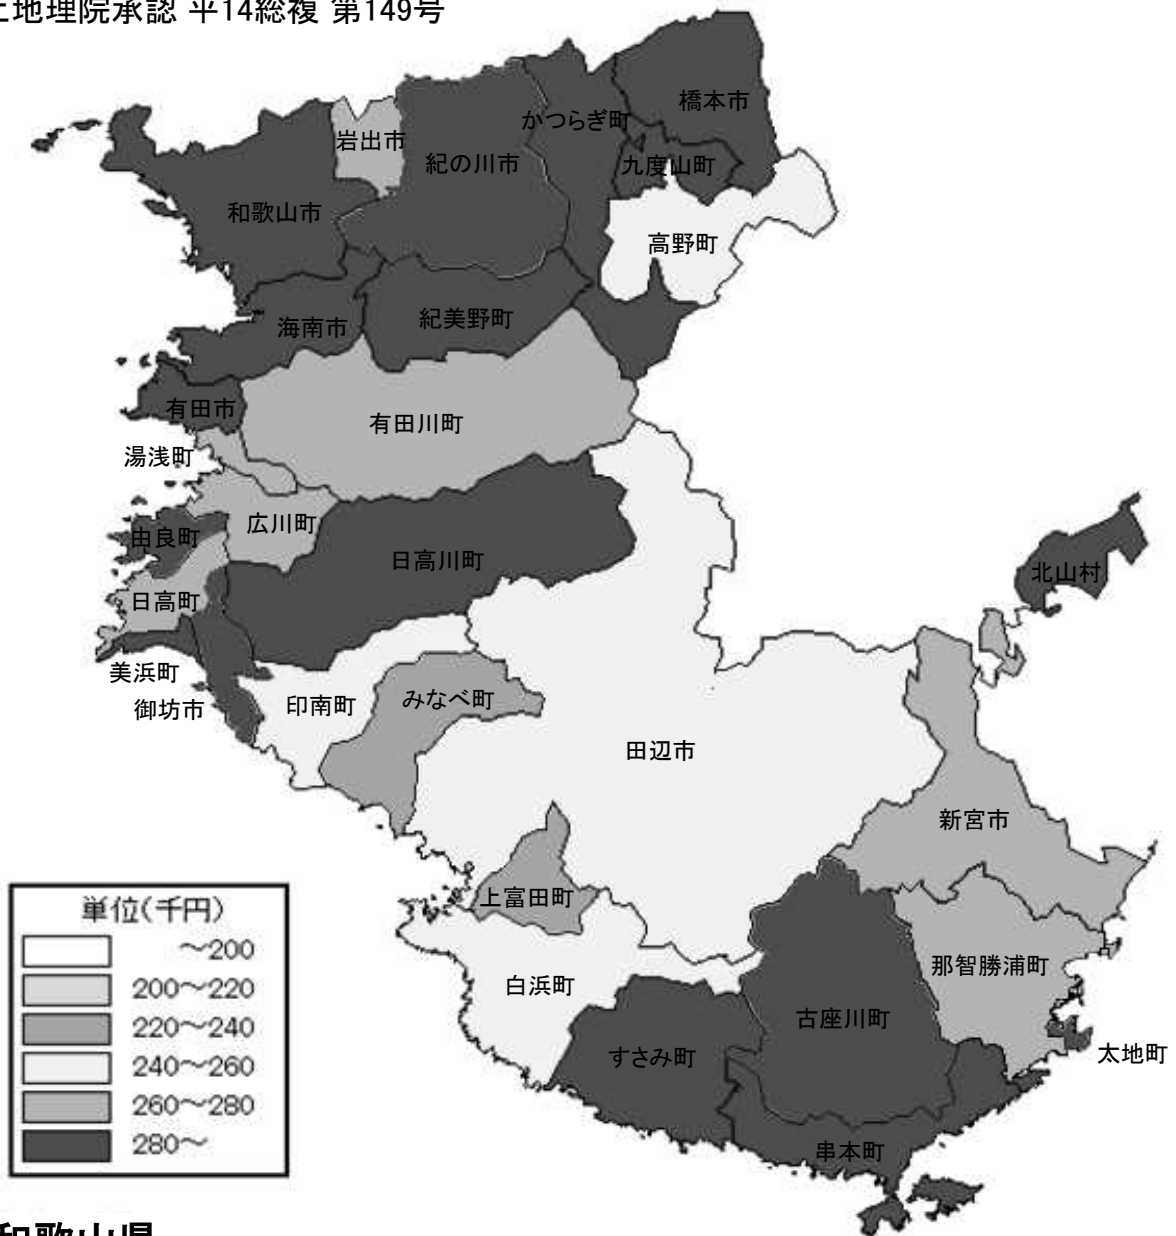 土地理院承認 平14総複 第149号
橋本市
かつらぎ町
岩出市
紀の川市
九度山町
和歌山市
高野町
海南市
紀美野町
有田市
有田川町
湯浅町
広川町
由良町
日高川町
北山村
日高町
美浜町
御坊市
印南町
みなべ町
田辺市
新宮市
上富田町
白浜町
那智勝浦町
古座川町
すさみ町
太地町
串本町
単位(千円)
～200
200～220
220～240
240～260
260～280
280～
和歌山県